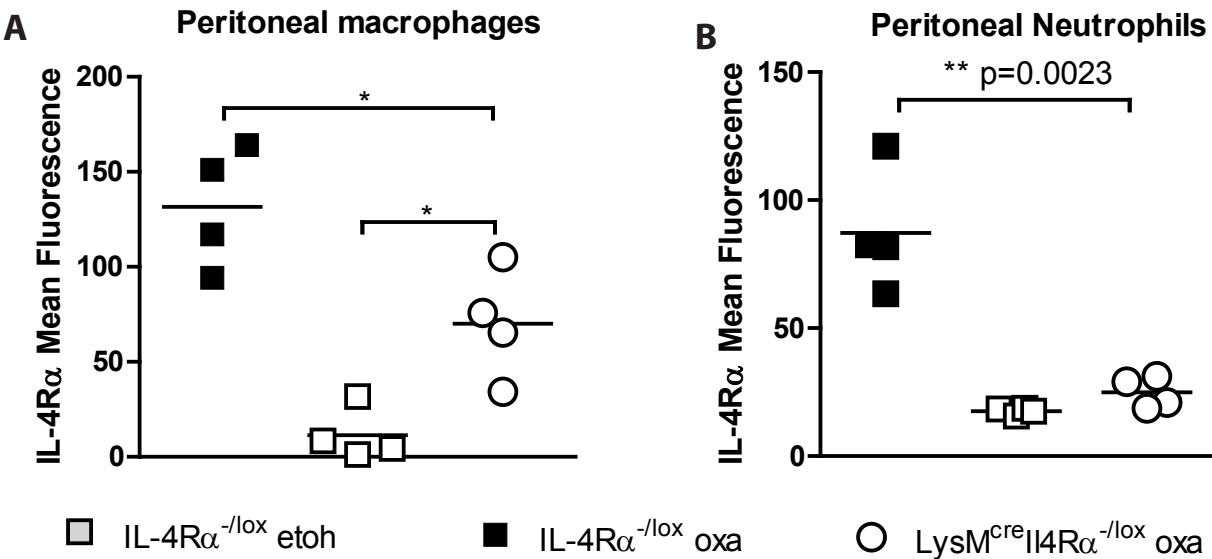 A
Peritoneal macrophages
IL-4Rα Mean Fluorescence
200
150
100
50
0
*
*
B
Peritoneal Neutrophils
** p=0.0023
IL-4Rα Mean Fluorescence
150
100
50
0
IL-4Rα-/lox etoh
IL-4Rα-/lox oxa
LysMcreIl4Rα-/lox oxa